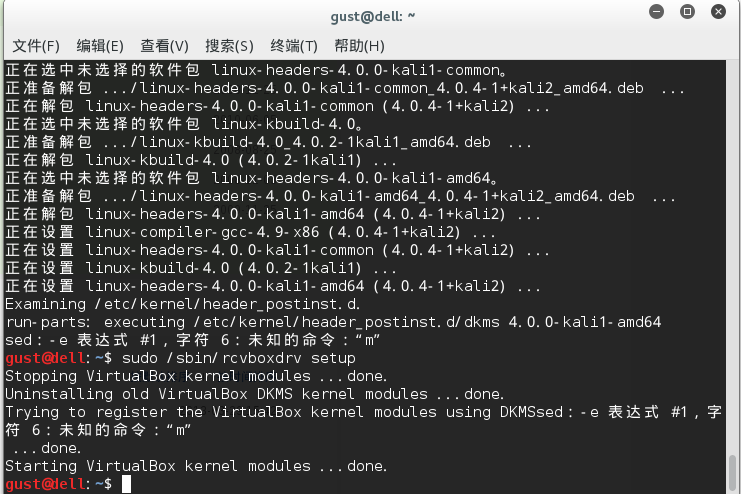 gust@dell: ~
文件(F) 编辑(E) 查看(V) 搜索(S) 终端(T) 帮助(H)
正在选中未选择的软件包 linux-headers-4.0.0-kali1-common。
正准备解包 .../linux-headers-4.0.0-kali1-common_4.0.4-1+kali2_amd64.deb ...
正在解包 linux-headers-4.0.0-kali1-common (4.0.4-1+kali2) ...
正在选中未选择的软件包 linux-kbuild-4.0。
正准备解包 .../linux-kbuild-4.0_4.0.2-1kali1_amd64.deb ...
正在解包 linux-kbuild-4.0 (4.0.2-1kali1) ...
正在选中未选择的软件包 linux-headers-4.0.0-kali1-amd64。
正准备解包 .../linux-headers-4.0.0-kali1-amd64_4.0.4-1+kali2_amd64.deb ...
正在解包 linux-headers-4.0.0-kali1-amd64 (4.0.4-1+kali2) ...
正在设置 linux-compiler-gcc-4.9-x86 (4.0.4-1+kali2) ...
正在设置 linux-headers-4.0.0-kali1-common (4.0.4-1+kali2) ...
正在设置 linux-kbuild-4.0 (4.0.2-1kali1) ...
正在设置 linux-headers-4.0.0-kali1-amd64 (4.0.4-1+kali2) ...
Examining /etc/kernel/header_postinst.d.
run-parts: executing /etc/kernel/header_postinst.d/dkms 4.0.0-kali1-amd64
sed：-e 表达式 #1，字符 6：未知的命令：“m”
gust@dell:~$ sudo /sbin/rcvboxdrv setup
Stopping VirtualBox kernel modules ...done.
Uninstalling old VirtualBox DKMS kernel modules ...done.
Trying to register the VirtualBox kernel modules using DKMSsed：-e 表达式 #1，字
符 6：未知的命令：“m”
...done.
Starting VirtualBox kernel modules ...done.
gust@dell:~$